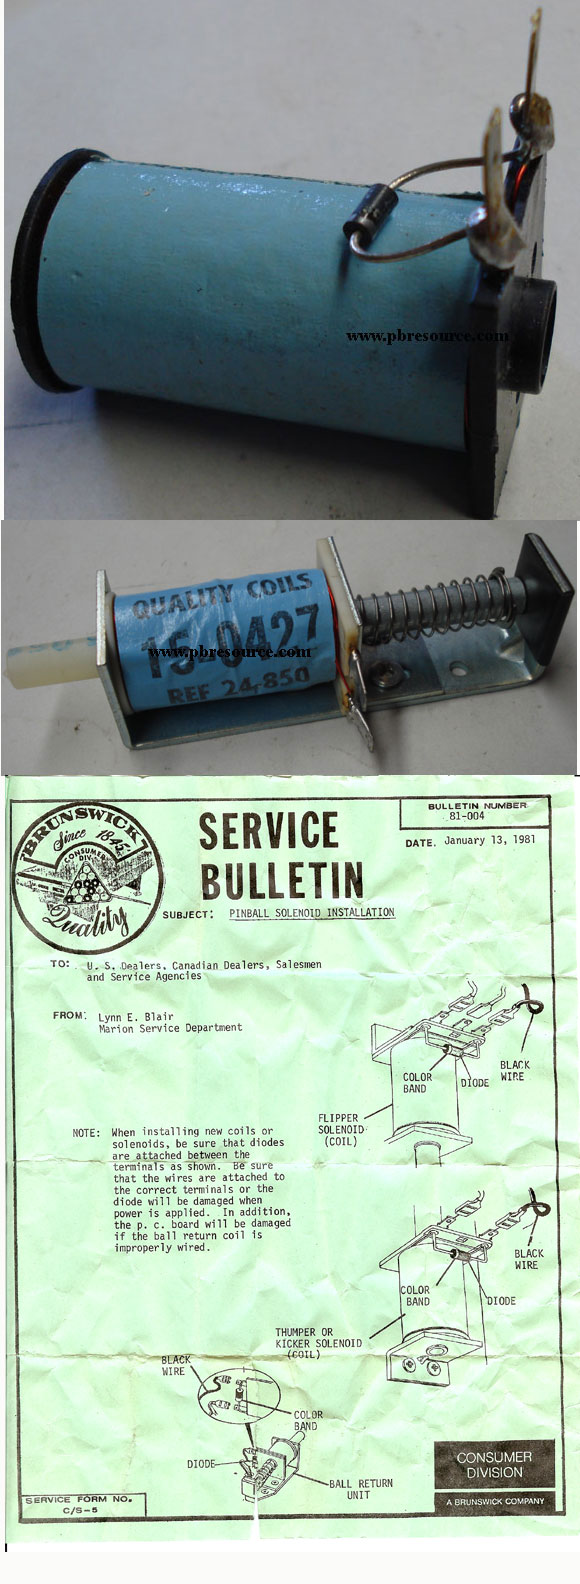 www.pbresource.com
QUALITY COILS
15-0427
www.pbresource.com
REF 24-850
BRUNSWICK
Since 1845
CONSUMER DIV.
Quality
SERVICE
BULLETIN
BULLETIN NUMBER
81-004
DATE. January 13, 1981
SUBJECT: PINBALL SOLENOID INSTALLATION
TO: U. S. Dealers, Canadian Dealers, Salesmen
and Service Agencies
FROM: Lynn E. Blair
Marion Service Department
BLACK
WIRE
COLOR
BAND
DIODE
FLIPPER
SOLENOID
(COIL)
NOTE: When installing new coils or
solenoids, be sure that diodes
are attached between the
terminals as shown. Be sure
that the wires are attached to
the correct terminals or the
diode will be damaged when
power is applied. In addition,
the p. c. board will be damaged
if the ball return coil is
improperly wired.
BLACK
WIRE
COLOR
BAND
DIODE
THUMPER OR
KICKER SOLENOID
(COIL)
BLACK
WIRE
COLOR
BAND
DIODE
BALL RETURN
UNIT
CONSUMER
DIVISION
A BRUNSWICK COMPANY
SERVICE FORM NO.
C/S-5